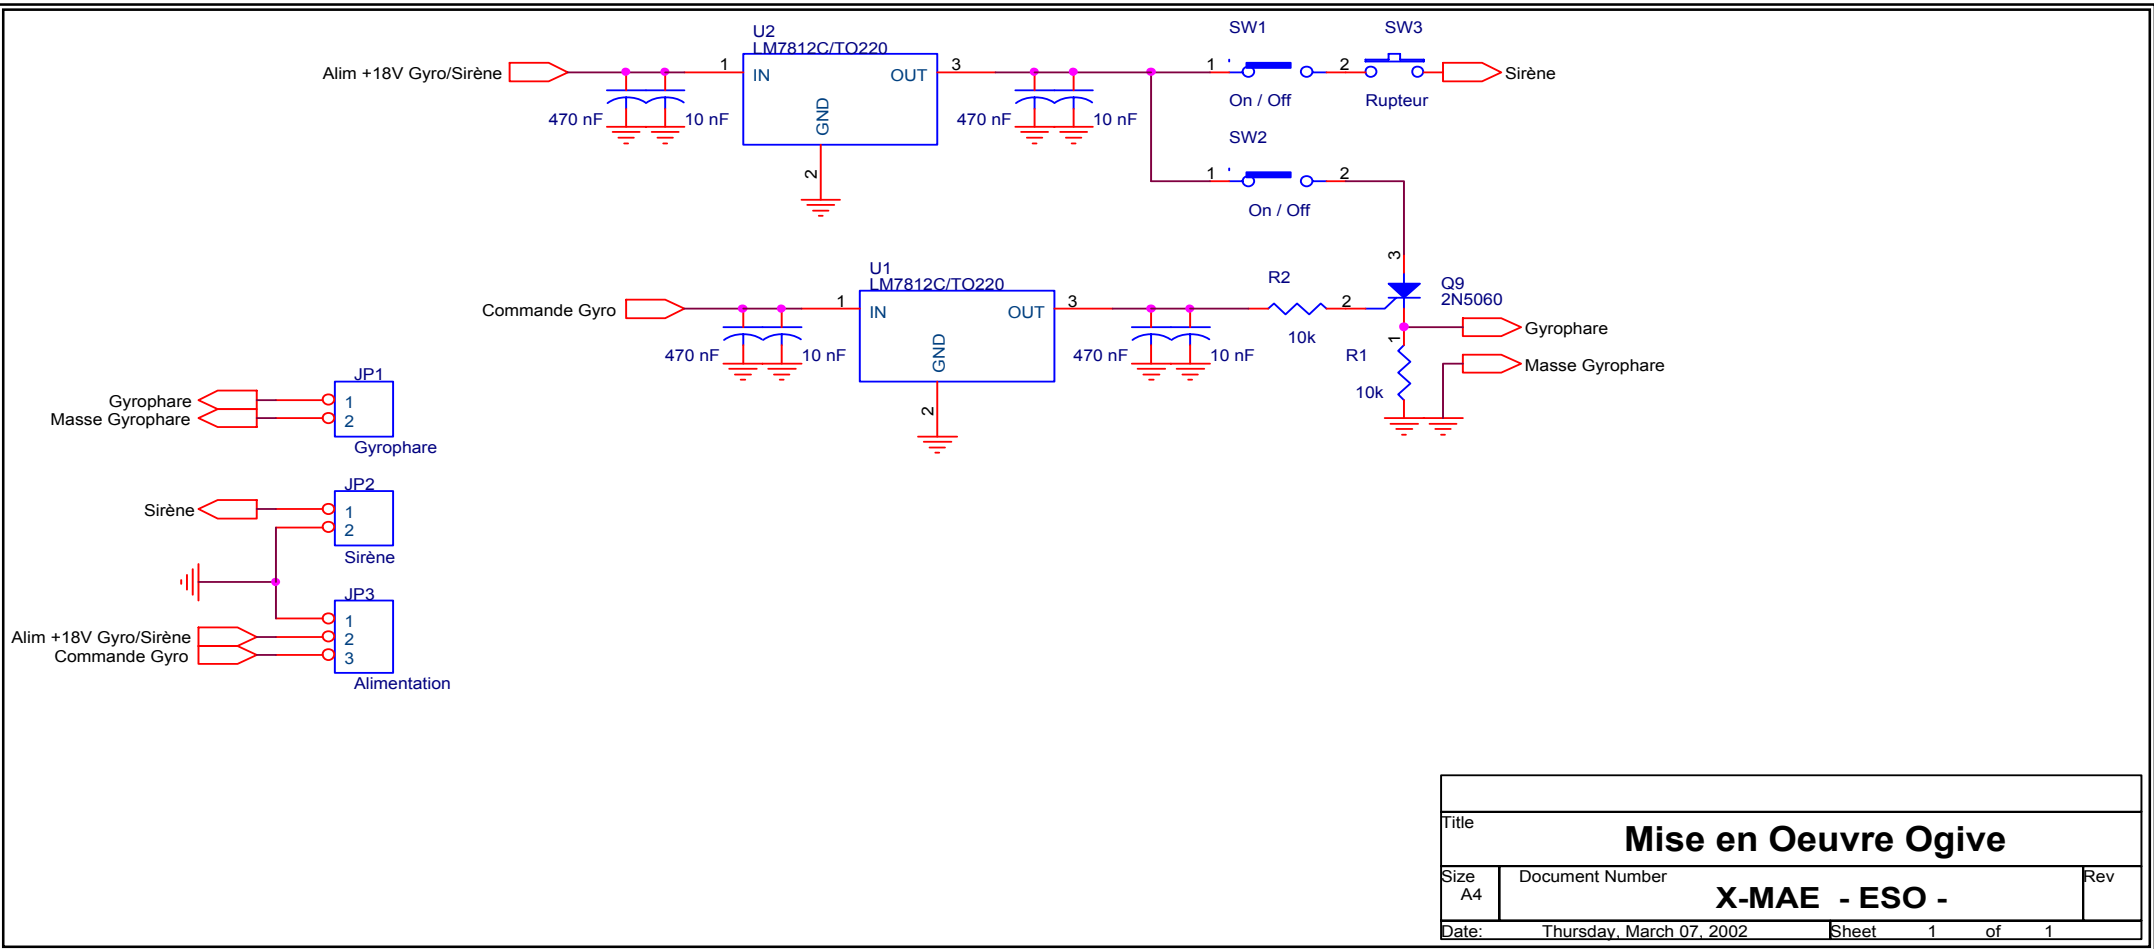 U2
LM7812C/TO220
Alim +18V Gyro/Sirène
1
IN
OUT
3
GND
2
470 nF
10 nF
470 nF
10 nF
SW1
1
2
On / Off
SW3
Rupteur
Sirène
SW2
1
2
On / Off
U1
LM7812C/TO220
Commande Gyro
1
IN
OUT
3
GND
2
470 nF
10 nF
470 nF
10 nF
R2
10k
2
3
Q9
2N5060
1
R1
10k
Gyrophare
Masse Gyrophare
JP1
Gyrophare
1
Masse Gyrophare
2
Gyrophare
JP2
Sirène
1
2
Sirène
JP3
1
Alim +18V Gyro/Sirène
2
Commande Gyro
3
Alimentation
Title
Mise en Oeuvre Ogive
Size
A4
Document Number
X-MAE - ESO -
Rev
Date:
Thursday, March 07, 2002
Sheet 1 of 1